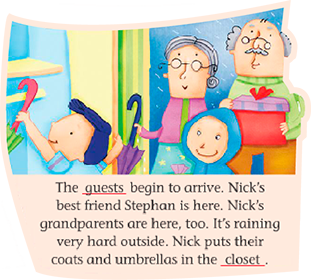 The guests begin to arrive. Nick's
best friend Stephan is here. Nick's
grandparents are here, too. It's raining
very hard outside. Nick puts their
coats and umbrellas in the closet .